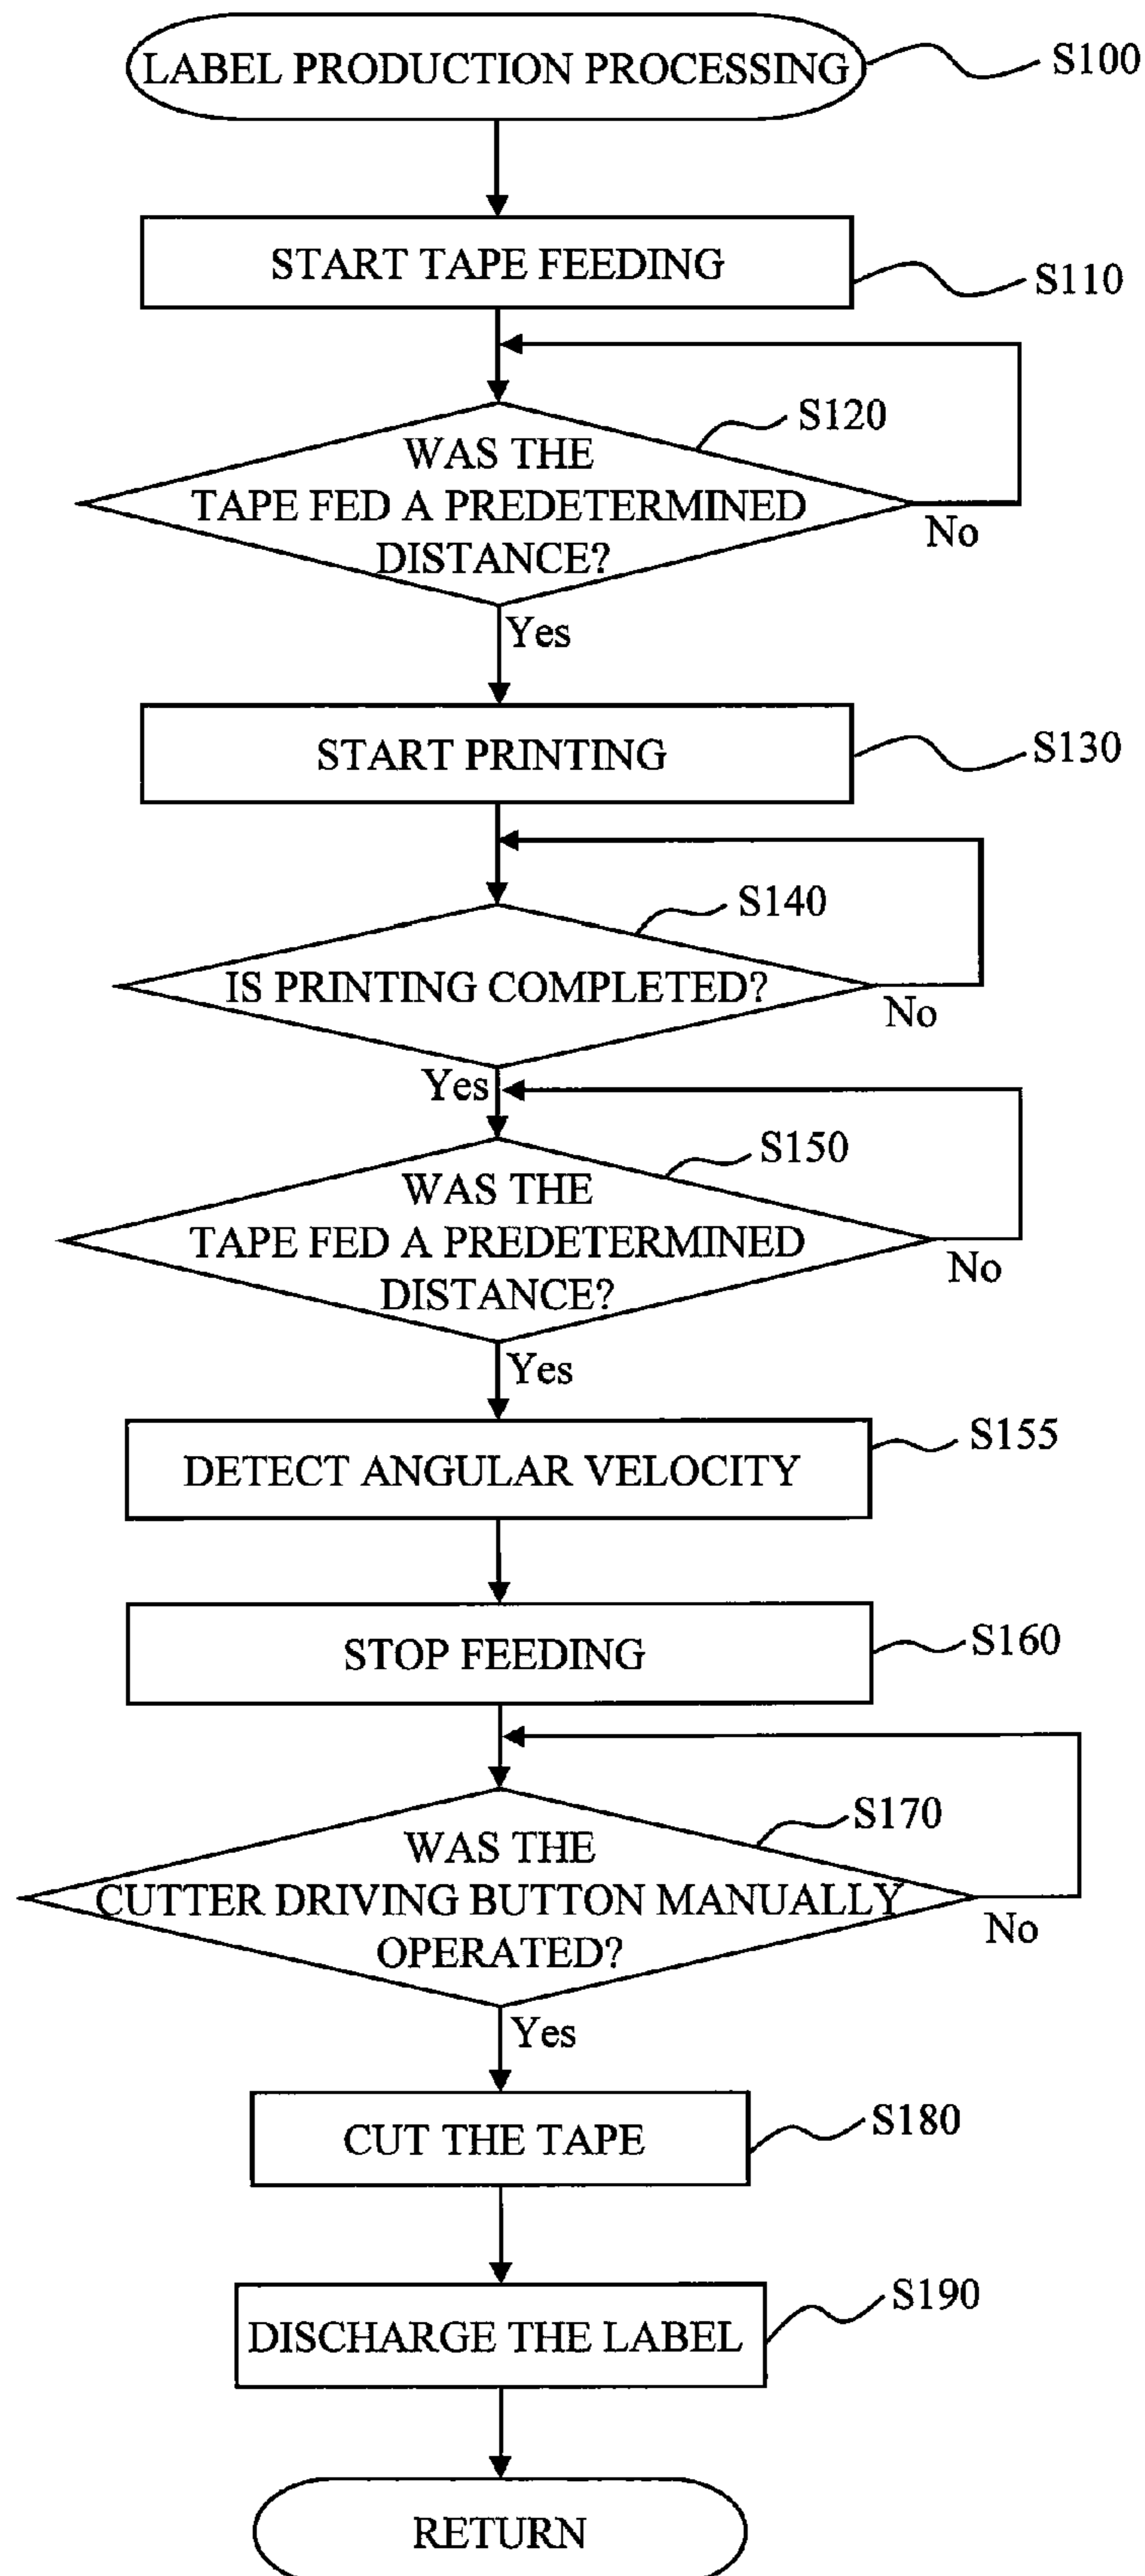 LABEL PRODUCTION PROCESSING
S100
START TAPE FEEDING
S110
S120
WAS THE
TAPE FED A PREDETERMINED
DISTANCE?
No
Yes
START PRINTING
S130
S140
IS PRINTING COMPLETED?
No
Yes
S150
WAS THE
TAPE FED A PREDETERMINED
DISTANCE?
No
Yes
S155
DETECT ANGULAR VELOCITY
STOP FEEDING
S160
S170
WAS THE
CUTTER DRIVING BUTTON MANUALLY
OPERATED?
No
Yes
CUT THE TAPE
S180
S190
DISCHARGE THE LABEL
RETURN